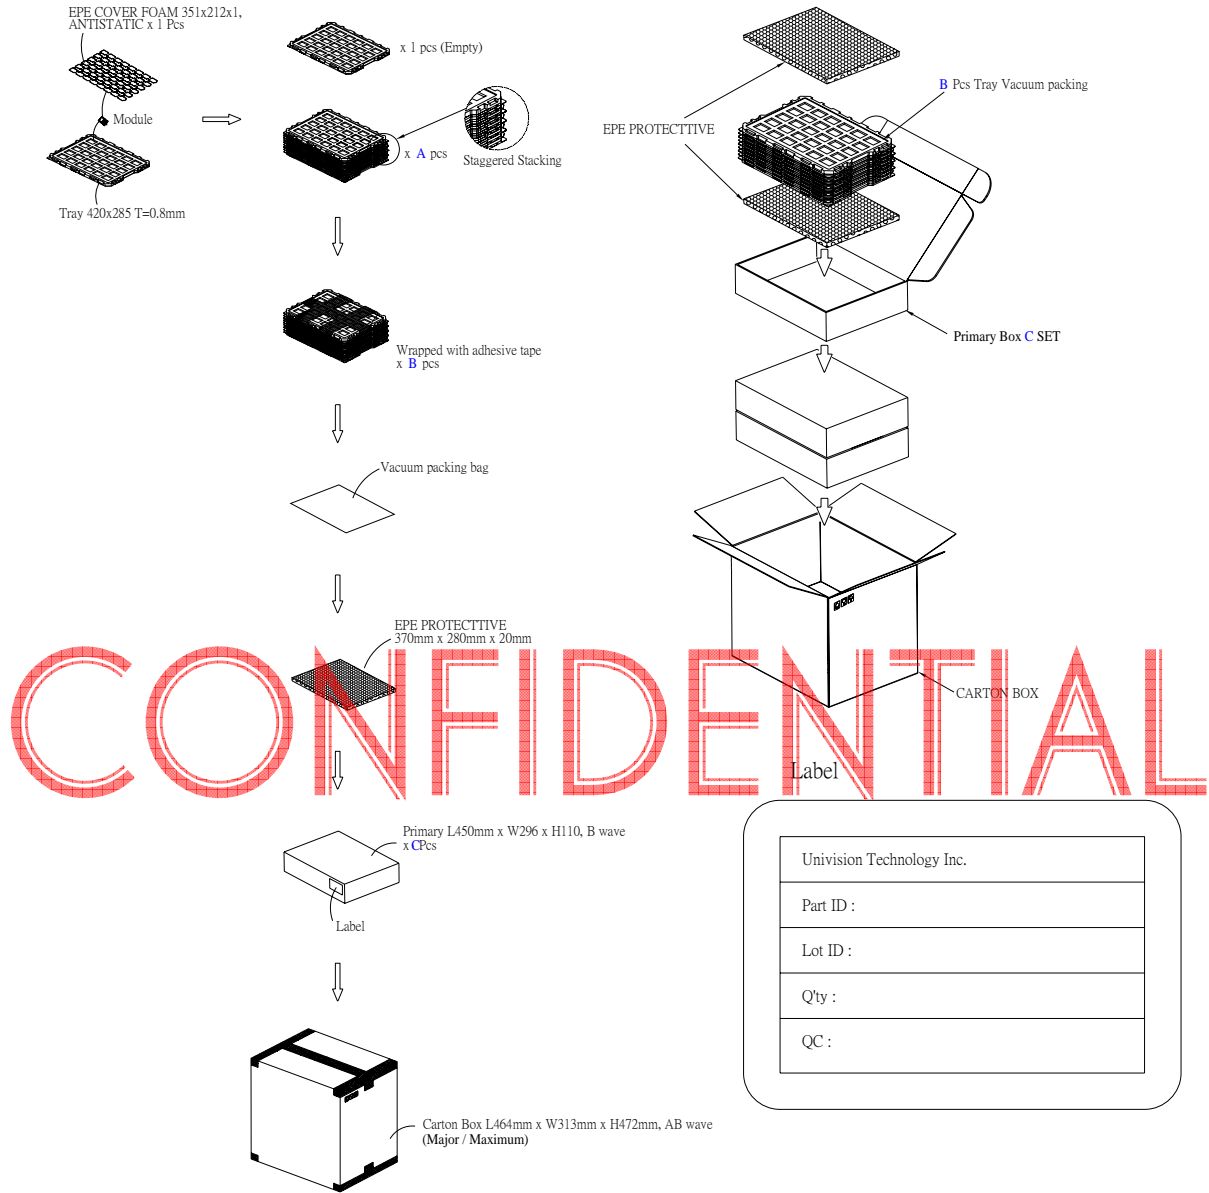 EPE COVER FOAM 351x212x1,
ANTISTATIC x 1 Pcs
Module
Tray 420x285 T=0.8mm
x 1 pcs (Empty)
x A pcs
Staggered Stacking
Wrapped with adhesive tape
x B pcs
Vacuum packing bag
EPE PROTECTTIVE
370mm x 280mm x 20mm
Primary L450mm x W296 x H110, B wave
x CPcs
Label
Carton Box L464mm x W313mm x H472mm, AB wave
(Major / Maximum)
B Pcs Tray Vacuum packing
EPE PROTECTTIVE
Primary Box C SET
CARTON BOX
CONFIDENTIAL
Label
Univision Technology Inc.
Part ID :
Lot ID :
Q'ty :
QC :